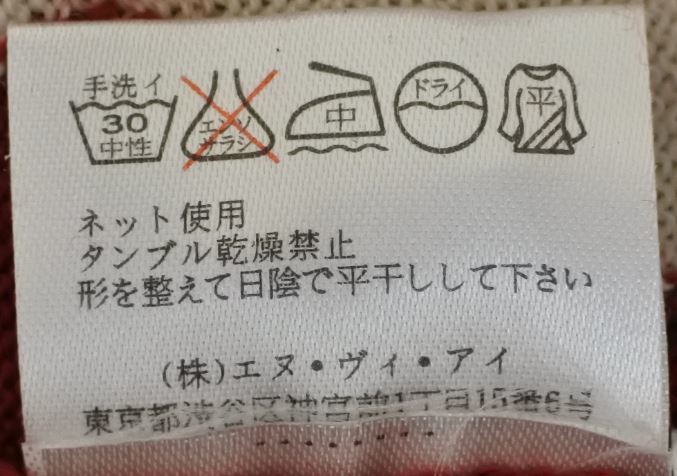 手洗イ
30
中性
エンソ
サラシ
中
ドライ
平
ネット使用
タンブル乾燥禁止
形を整えて日陰で平干しして下さい
(株)エヌ・ヴィ・アイ
東京都渋谷区神宮前1丁目15番6号